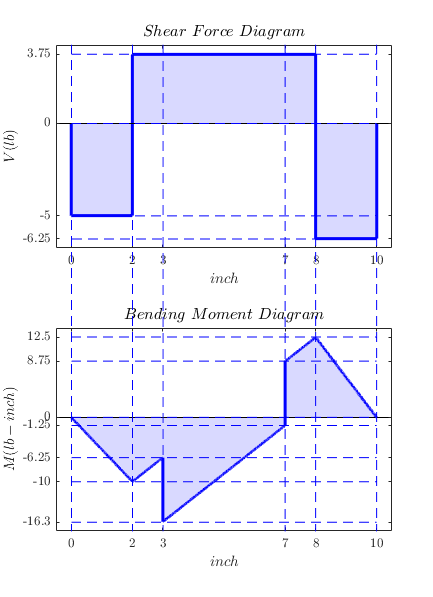 Shear Force Diagram
3.75
0
-5
-6.25
V(lb)
0 2 3 7 8 10
inch
Bending Moment Diagram
12.5
8.75
0
-1.25
-6.25
-10
-16.3
M(lb − inch)
0 2 3 7 8 10
inch